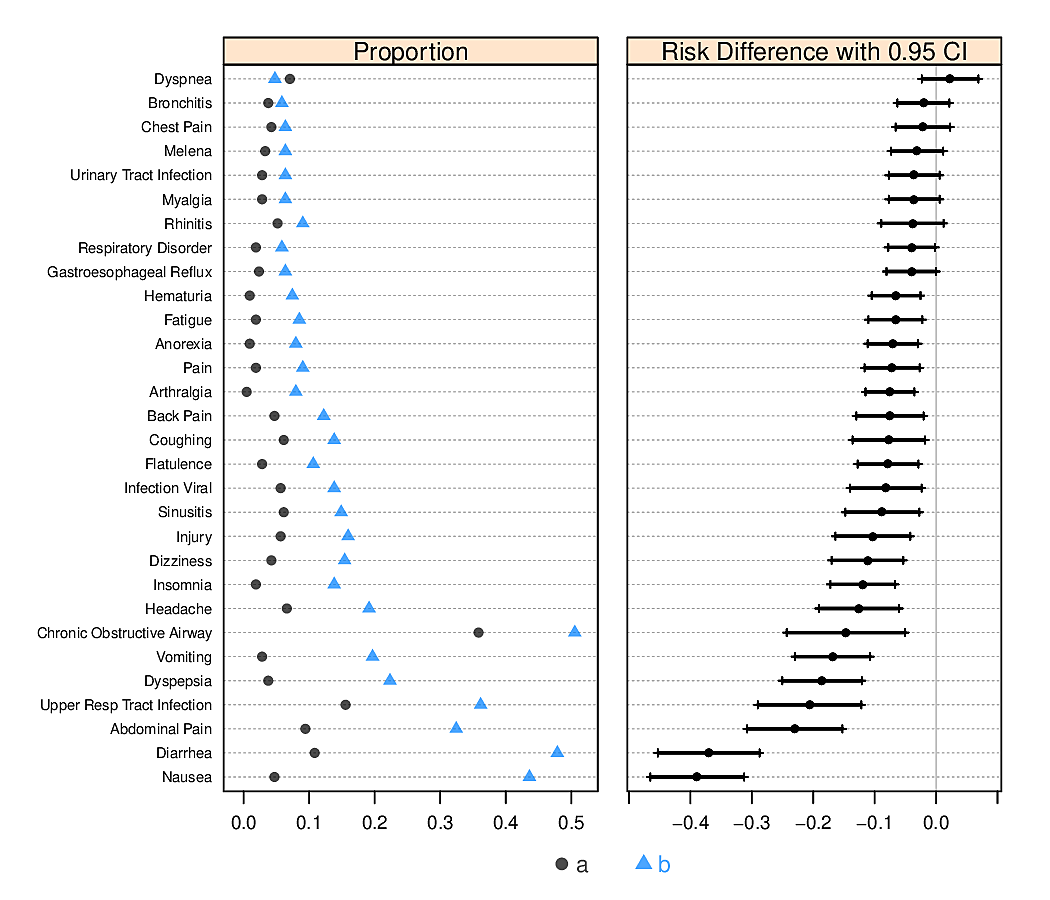 Proportion
Risk Difference with 0.95 CI
Dyspnea
Bronchitis
Chest Pain
Melena
Urinary Tract Infection
Myalgia
Rhinitis
Respiratory Disorder
Gastroesophageal Reflux
Hematuria
Fatigue
Anorexia
Pain
Arthralgia
Back Pain
Coughing
Flatulence
Infection Viral
Sinusitis
Injury
Dizziness
Insomnia
Headache
Chronic Obstructive Airway
Vomiting
Dyspepsia
Upper Resp Tract Infection
Abdominal Pain
Diarrhea
Nausea
0.0 0.1 0.2 0.3 0.4 0.5
−0.4 −0.3 −0.2 −0.1 0.0
a b